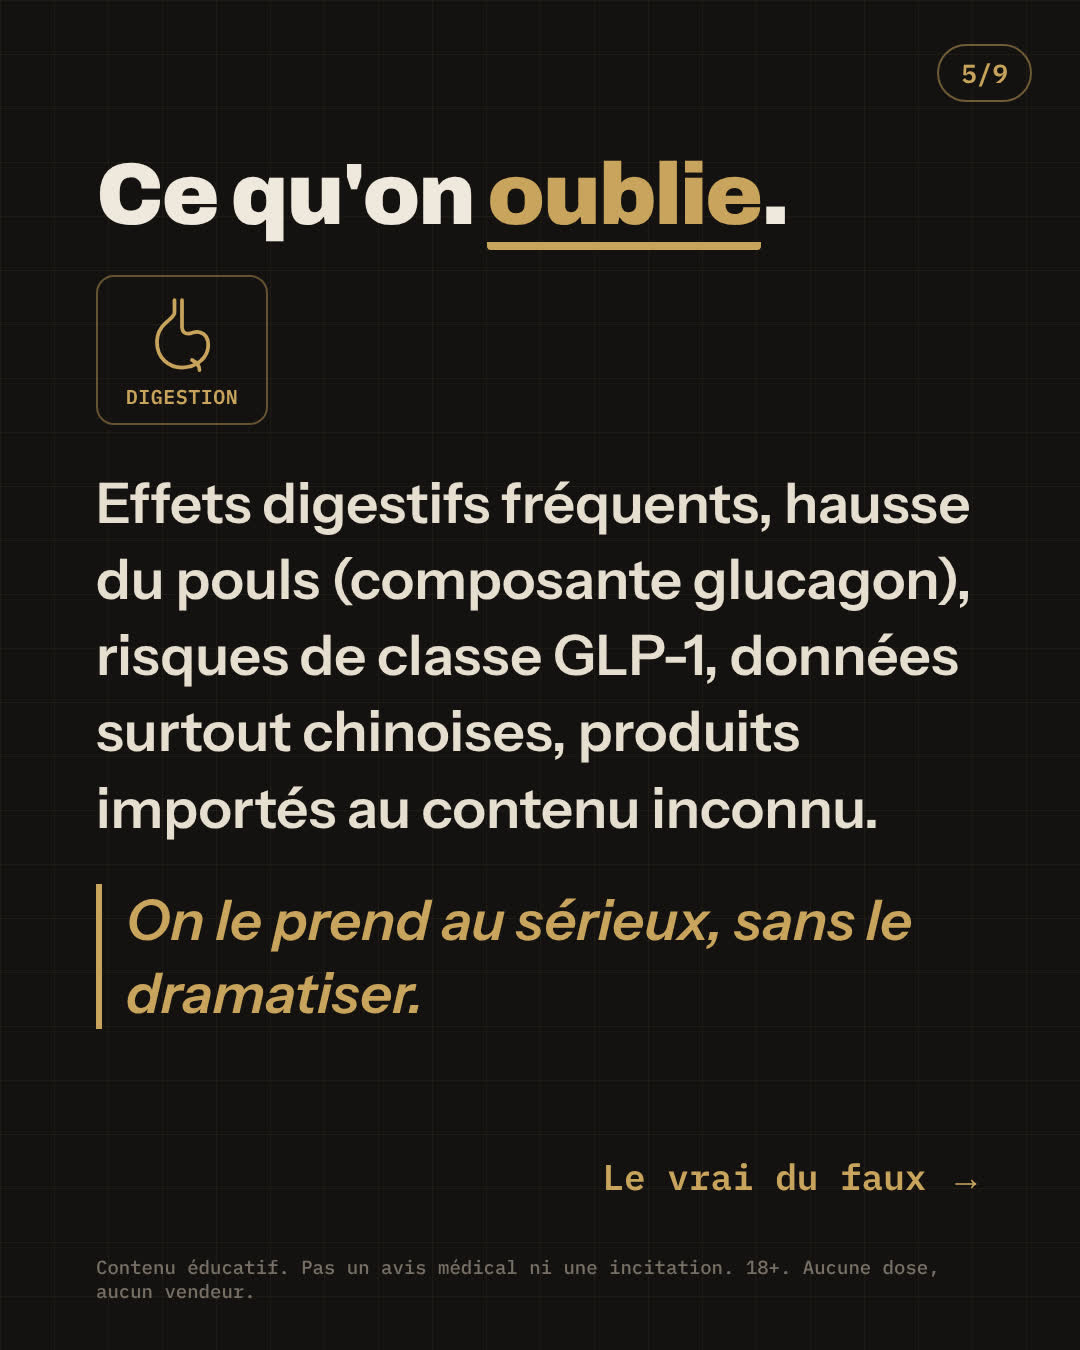 5/9
Ce qu'on oublie.
DIGESTION
Effets digestifs fréquents, hausse
du pouls (composante glucagon),
risques de classe GLP-1, données
surtout chinoises, produits
importés au contenu inconnu.
On le prend au sérieux, sans le
dramatiser.
Le vrai du faux →
Contenu éducatif. Pas un avis médical ni une incitation. 18+. Aucune dose,
aucun vendeur.